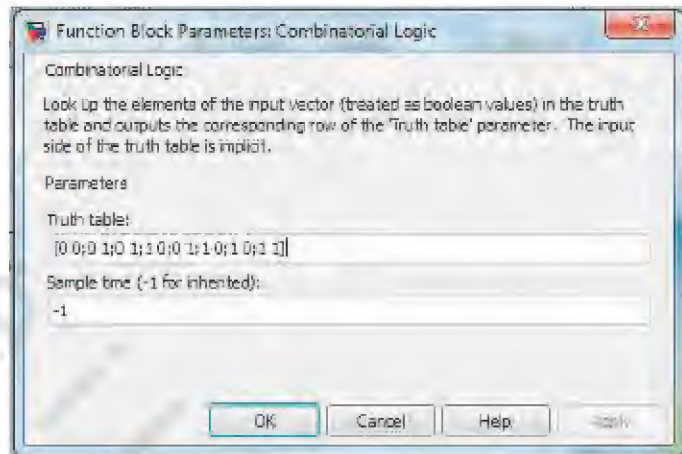 Function Block Parameters: Combinatorial Logic
Combinatorial Logic
Look up the elements of the input vector (treated as boolean values) in the truth
table and outputs the corresponding row of the 'Truth table' parameter. The input
side of the truth table is implicit.
Parameters
Truth table:
[0 0;0 1;0 1;1 0;0 1;1 0;1 0;1 1]
Sample time (-1 for inherited):
-1
OK
Cancel
Help
Apply